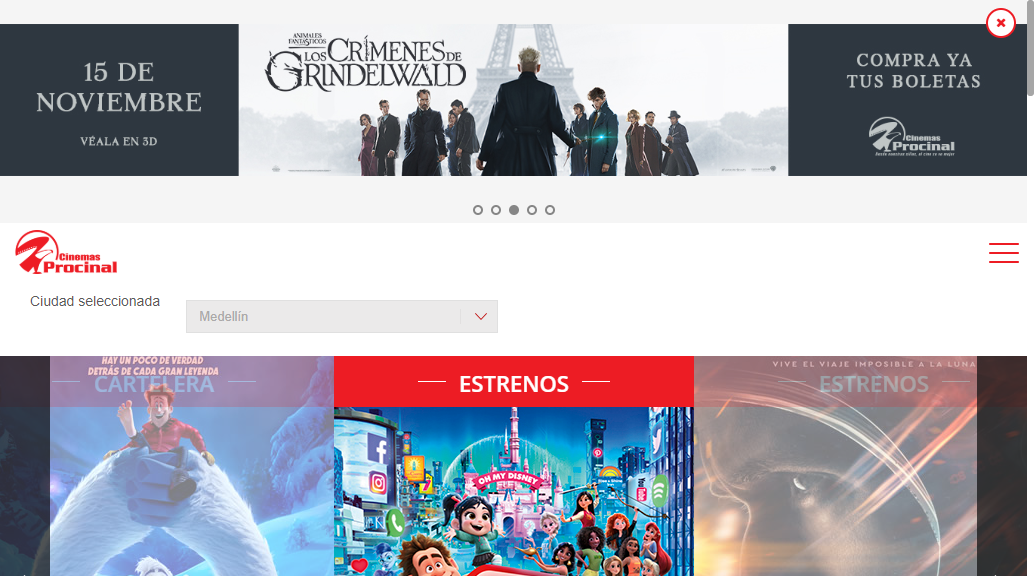 15 DE
NOVIEMBRE
VÉALA EN 3D
ANIMALES
FANTÁSTICOS
LOS CRÍMENES DE
GRINDELWALD
COMPRA YA
TUS BOLETAS
Cinemas
Procinal
Cinemas
Procinal
Ciudad seleccionada
Medellín
HAY UN POCO DE VERDAD
DETRÁS DE CADA GRAN LEYENDA
CARTELERA
ESTRENOS
OH MY DISNEY
VIVE EL VIAJE IMPOSIBLE A LA LUNA
ESTRENOS